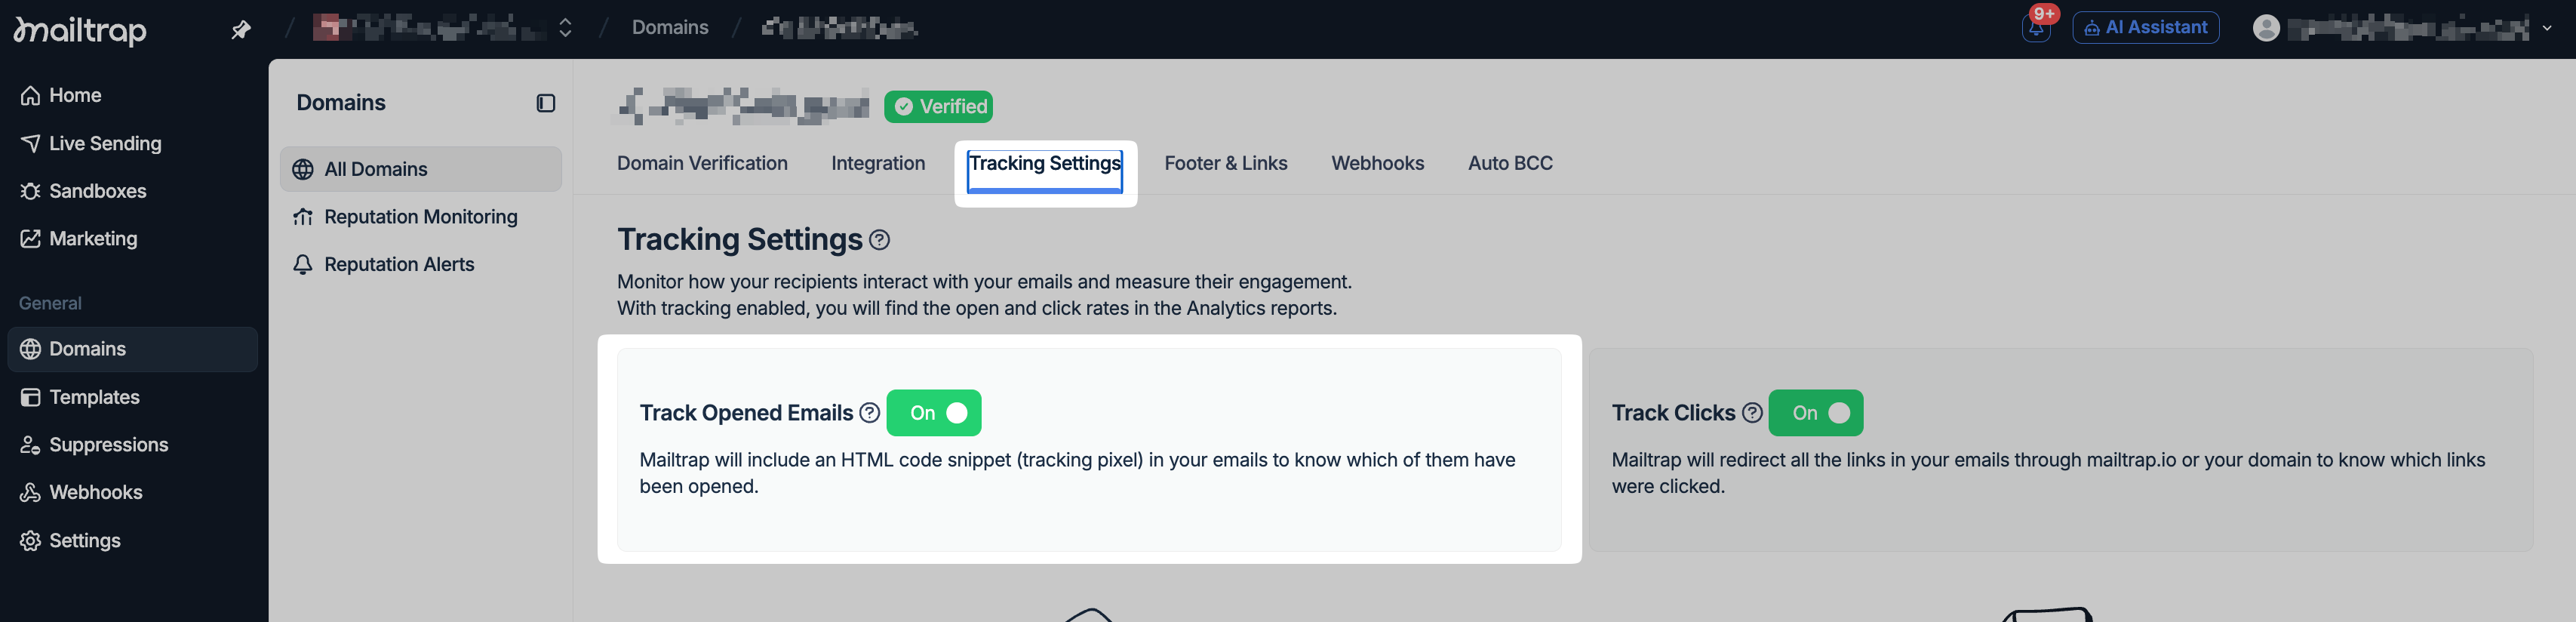 mailtrap
/ / Domains /
9+
AI Assistant
Home
Live Sending
Sandboxes
Marketing
General
Domains
Templates
Suppressions
Webhooks
Settings
Domains
All Domains
Reputation Monitoring
Reputation Alerts
Verified
Domain Verification Integration Tracking Settings Footer & Links Webhooks Auto BCC
Tracking Settings ?
Monitor how your recipients interact with your emails and measure their engagement.
With tracking enabled, you will find the open and click rates in the Analytics reports.
Track Opened Emails ? On
Mailtrap will include an HTML code snippet (tracking pixel) in your emails to know which of them have
been opened.
Track Clicks ? On
Mailtrap will redirect all the links in your emails through mailtrap.io or your domain to know which links
were clicked.